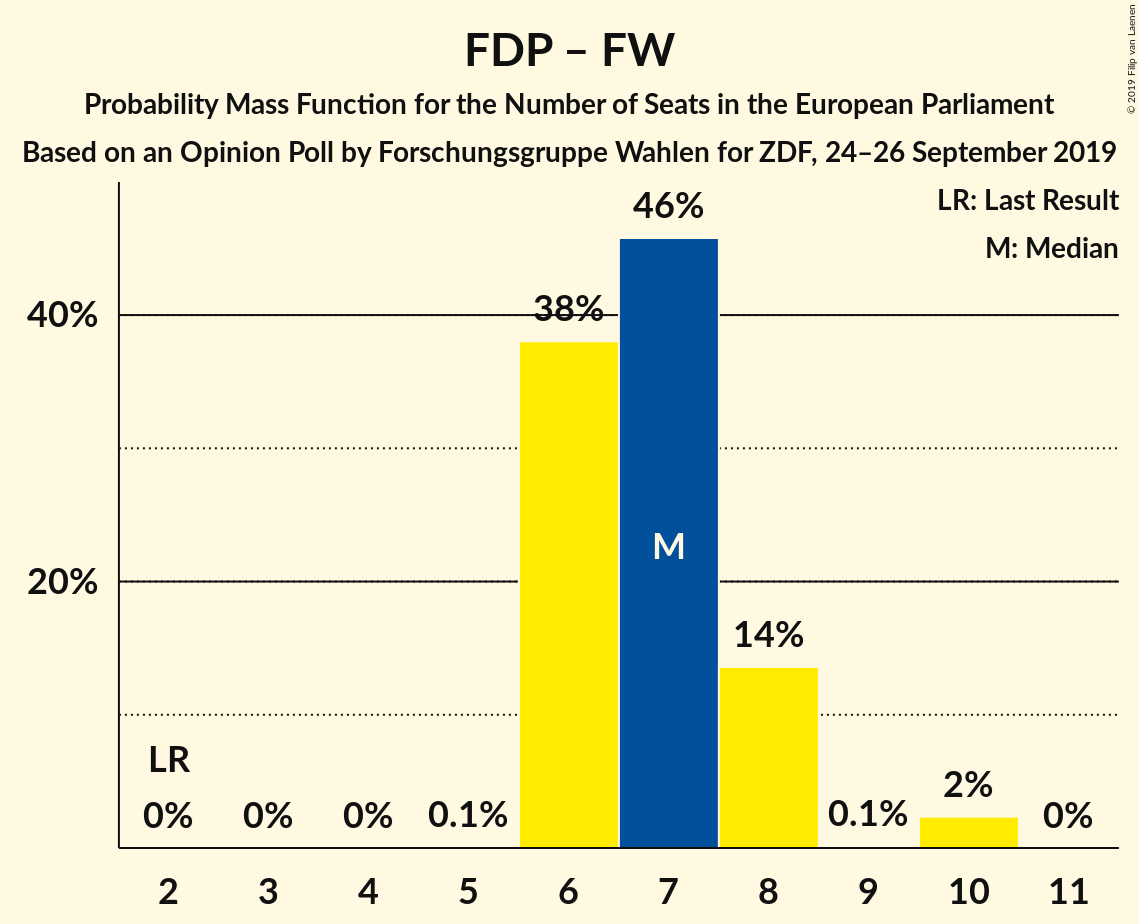 FDP – FW
Probability Mass Function for the Number of Seats in the European Parliament
Based on an Opinion Poll by Forschungsgruppe Wahlen for ZDF, 24–26 September 2019
© 2019 Filip van Laenen
LR: Last Result
M: Median
40%
20%
LR
0%
0%
0%
0.1%
38%
46%
M
14%
0.1%
2%
0%
2 3 4 5 6 7 8 9 10 11